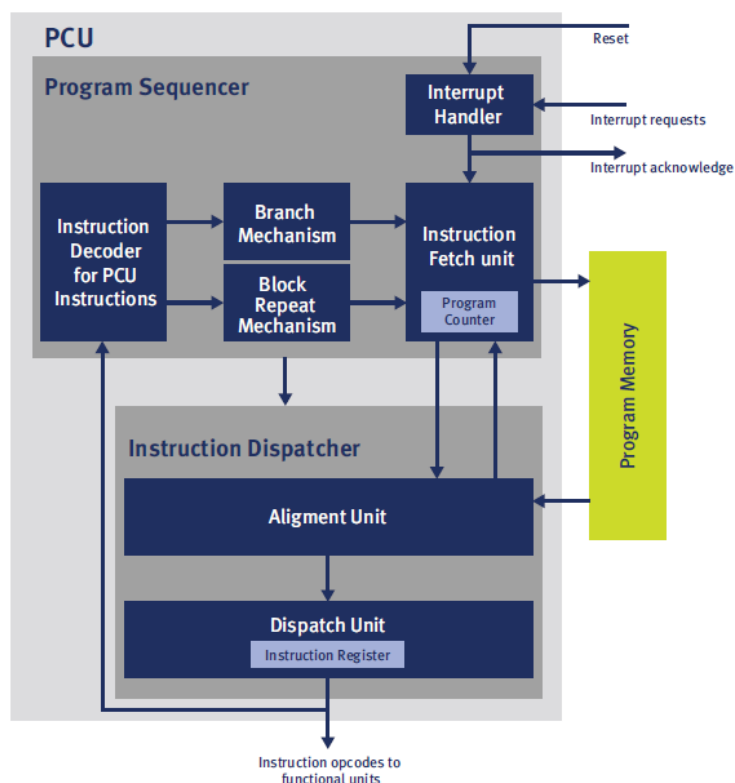 PCU
Reset
Program Sequencer
Interrupt
Handler
Interrupt requests
Interrupt acknowledge
Instruction
Decoder
for PCU
Instructions
Branch
Mechanism
Block
Repeat
Mechanism
Instruction
Fetch unit
Program
Counter
Program Memory
Instruction Dispatcher
Aligment Unit
Dispatch Unit
Instruction Register
Instruction opcodes to
functional units